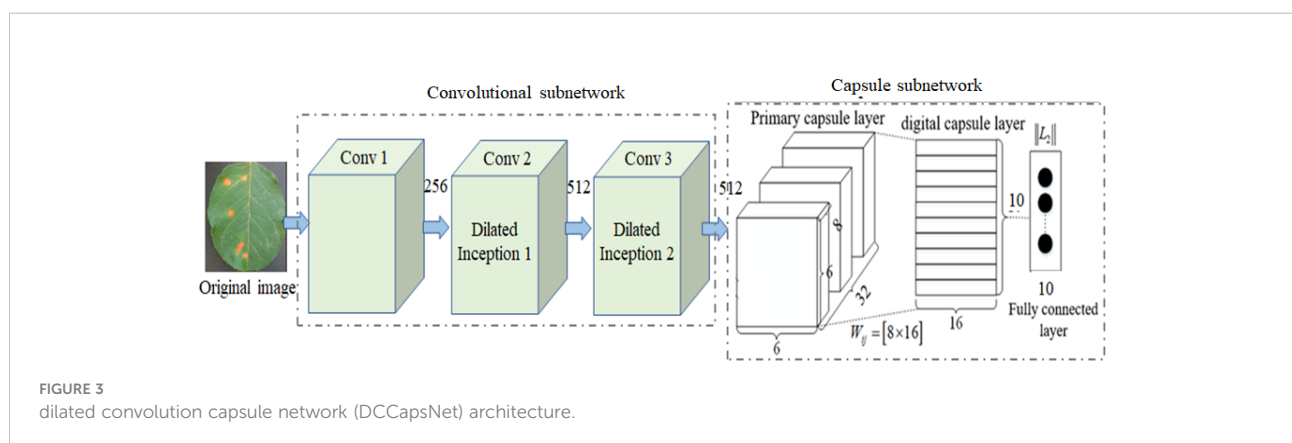 Convolutional subnetwork
Capsule subnetwork
Conv 1
Conv 2
Conv 3
Primary capsule layer
digital capsule layer
‖L₂‖
256
512
512
Dilated
Inception 1
Dilated
Inception 2
Original image
8
6
32
6
W_ij = [8×16]
16
10
10
Fully connected
layer
FIGURE 3
dilated convolution capsule network (DCCapsNet) architecture.